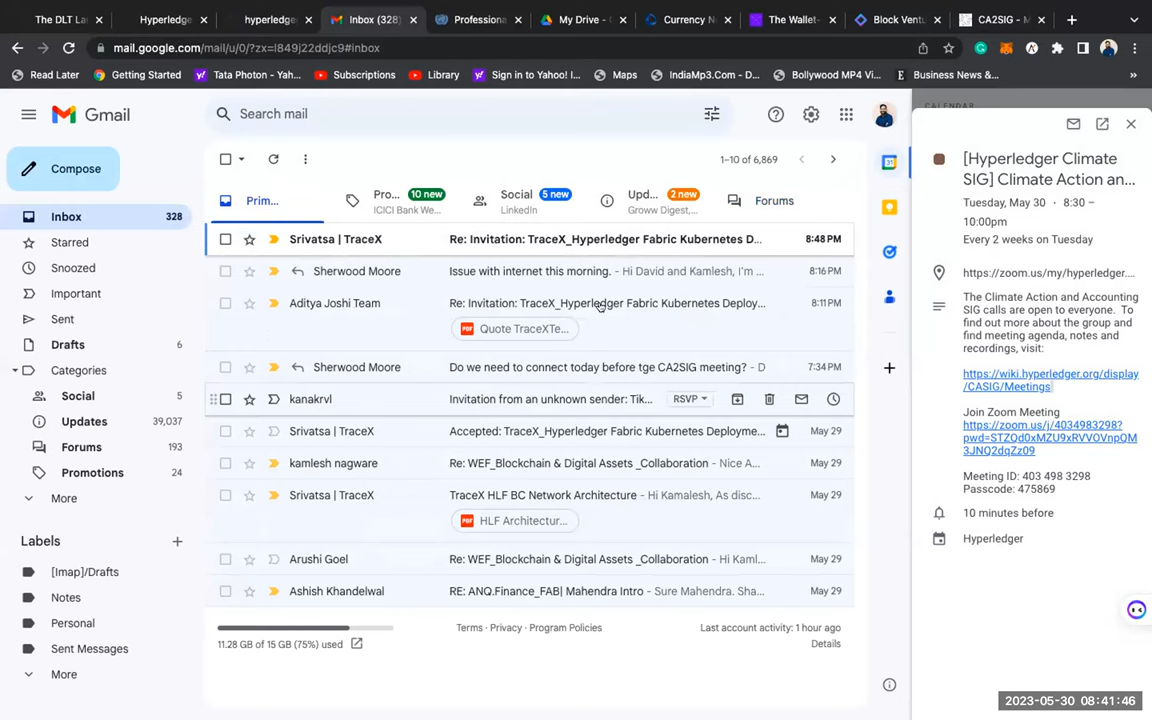 The DLT La
Hyperledge
hyperledge
Inbox (328)
Professiona
My Drive - G
Currency Ne
The Wallet-
Block Ventu
CA2SIG - M
mail.google.com/mail/u/0/?zx=l849j22ddjc9#inbox
Read Later
Getting Started
Tata Photon - Yah...
Subscriptions
Library
Sign in to Yahoo! I...
Maps
IndiaMp3.Com - D...
Bollywood MP4 Vi...
Business News &...
Gmail
Search mail
CALENDAR
Compose
1–10 of 6,869
Inbox 328
Starred
Snoozed
Important
Sent
Drafts 6
Categories
Social
Updates 39,037
Forums 193
Promotions 24
More
Labels
[Imap]/Drafts
Notes
Personal
Sent Messages
More
Prim...
Pro... 10 new
ICICI Bank We...
Social 5 new
LinkedIn
Upd... 2 new
Groww Digest,...
Forums
Srivatsa | TraceX Re: Invitation: TraceX_Hyperledger Fabric Kubernetes D... 8:48 PM
Sherwood Moore Issue with internet this morning. - Hi David and Kamlesh, I'm ... 8:16 PM
Aditya Joshi Team Re: Invitation: TraceX_Hyperledger Fabric Kubernetes Deploy... 8:11 PM
PDF Quote TraceXTe...
Sherwood Moore Do we need to connect today before tge CA2SIG meeting? - D 7:34 PM
kanakrvl Invitation from an unknown sender: Tik... RSVP
Srivatsa | TraceX Accepted: TraceX_Hyperledger Fabric Kubernetes Deployme... May 29
kamlesh nagware Re: WEF_Blockchain & Digital Assets _Collaboration - Nice A... May 29
Srivatsa | TraceX TraceX HLF BC Network Architecture - Hi Kamalesh, As disc... May 29
PDF HLF Architectur...
Arushi Goel Re: WEF_Blockchain & Digital Assets _Collaboration - Hi Kaml... May 29
Ashish Khandelwal RE: ANQ.Finance_FAB| Mahendra Intro - Sure Mahendra. Sha... May 29
11.28 GB of 15 GB (75%) used
Terms · Privacy · Program Policies
Last account activity: 1 hour ago
Details
[Hyperledger Climate
SIG] Climate Action an...
Tuesday, May 30 · 8:30 –
10:00pm
Every 2 weeks on Tuesday
https://zoom.us/my/hyperledger....
The Climate Action and Accounting
SIG calls are open to everyone. To
find out more about the group and
find meeting agenda, notes and
recordings, visit:
https://wiki.hyperledger.org/display
/CASIG/Meetings
Join Zoom Meeting
https://zoom.us/j/4034983298?
pwd=STZOd0xMZU9xRVVOVnpQM
3JNQ2dqZz09
Meeting ID: 403 498 3298
Passcode: 475869
10 minutes before
Hyperledger
2023-05-30 08:41:46